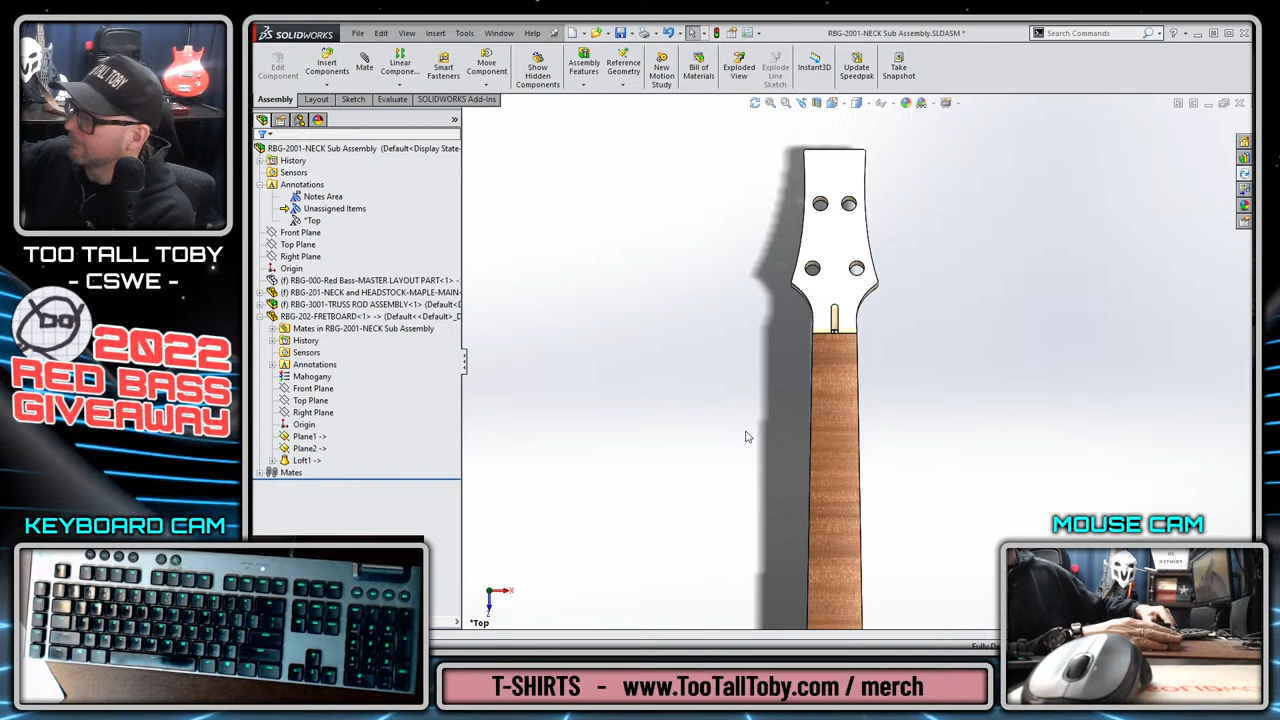 SOLIDWORKS
File
Edit
View
Insert
Tools
Window
Help
RBG-2001-NECK Sub Assembly.SLDASM *
Search Commands
Edit Component
Insert Components
Mate
Linear Compone...
Smart Fasteners
Move Component
Show Hidden Components
Assembly Features
Reference Geometry
New Motion Study
Bill of Materials
Exploded View
Explode Line Sketch
Instant3D
Update Speedpak
Take Snapshot
Assembly
Layout
Sketch
Evaluate
SOLIDWORKS Add-Ins
RBG-2001-NECK Sub Assembly (Default<Display State-
History
Sensors
Annotations
Notes Area
Unassigned Items
*Top
Front Plane
Top Plane
Right Plane
Origin
(f) RBG-000-Red Bass-MASTER LAYOUT PART<1> ->
(f) RBG-201-NECK and HEADSTOCK-MAPLE-MAIN-
(f) RBG-3001-TRUSS ROD ASSEMBLY<1> (Default<D
RBG-202-FRETBOARD<1> -> (Default<<Default>_D
Mates in RBG-2001-NECK Sub Assembly
History
Sensors
Annotations
Mahogany
Front Plane
Top Plane
Right Plane
Origin
Plane1 ->
Plane2 ->
Loft1 ->
Mates
X
*Top
TOO TALL TOBY
- CSWE -
2022
RED BASS
GIVEAWAY
KEYBOARD CAM
MOUSE CAM
T-SHIRTS - www.TooTallToby.com / merch